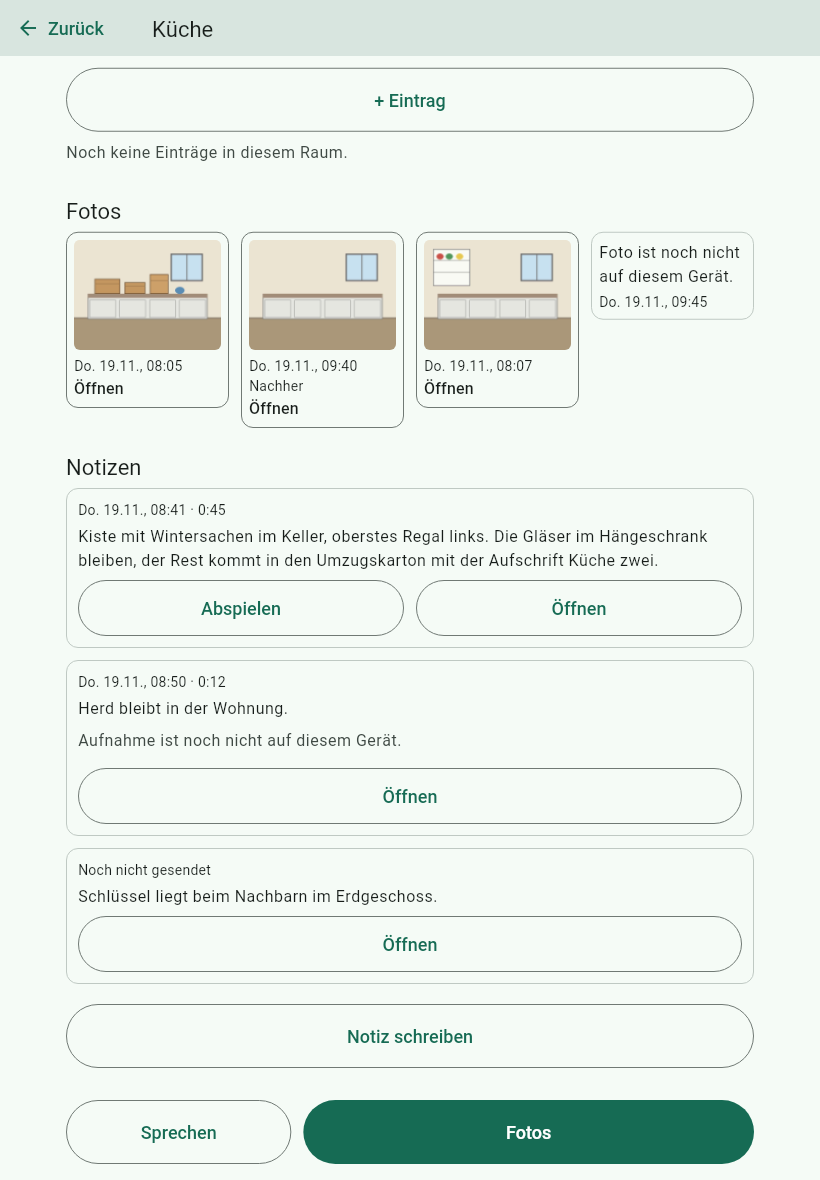 Zurück
Küche
+ Eintrag
Noch keine Einträge in diesem Raum.
Fotos
Do. 19.11., 08:05
Öffnen
Do. 19.11., 09:40
Nachher
Öffnen
Do. 19.11., 08:07
Öffnen
Foto ist noch nicht
auf diesem Gerät.
Do. 19.11., 09:45
Notizen
Do. 19.11., 08:41 · 0:45
Kiste mit Wintersachen im Keller, oberstes Regal links. Die Gläser im Hängeschrank
bleiben, der Rest kommt in den Umzugskarton mit der Aufschrift Küche zwei.
Abspielen
Öffnen
Do. 19.11., 08:50 · 0:12
Herd bleibt in der Wohnung.
Aufnahme ist noch nicht auf diesem Gerät.
Öffnen
Noch nicht gesendet
Schlüssel liegt beim Nachbarn im Erdgeschoss.
Öffnen
Notiz schreiben
Sprechen
Fotos